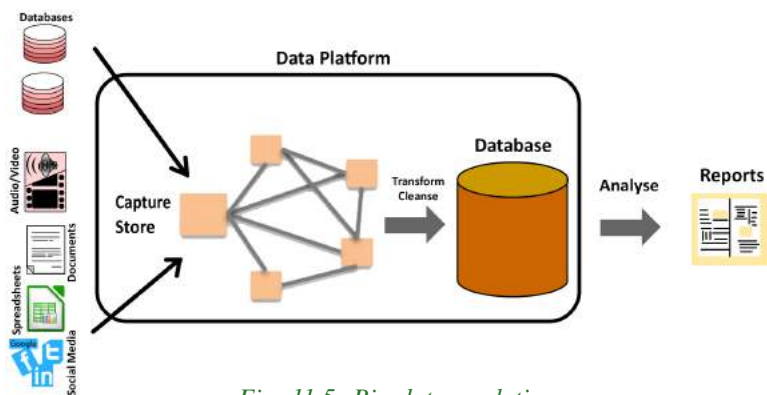 Databases
Audio/Video
Documents
Spreadsheets
Google
Social Media
Data Platform
Capture
Store
Transform
Cleanse
Database
Analyse
Reports